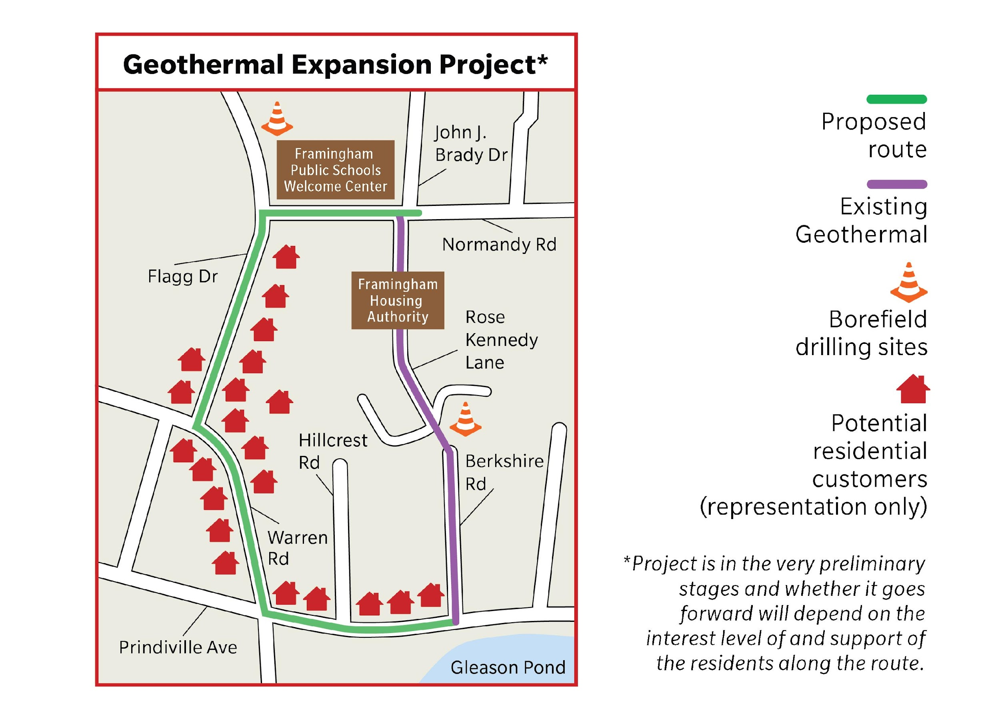 Geothermal Expansion Project*
Framingham
Public Schools
Welcome Center
John J.
Brady Dr
Normandy Rd
Flagg Dr
Framingham
Housing
Authority
Rose
Kennedy
Lane
Hillcrest
Rd
Berkshire
Rd
Warren
Rd
Prindiville Ave
Gleason Pond
Proposed
route
Existing
Geothermal
Borefield
drilling sites
Potential
residential
customers
(representation only)
*Project is in the very preliminary
stages and whether it goes
forward will depend on the
interest level of and support of
the residents along the route.